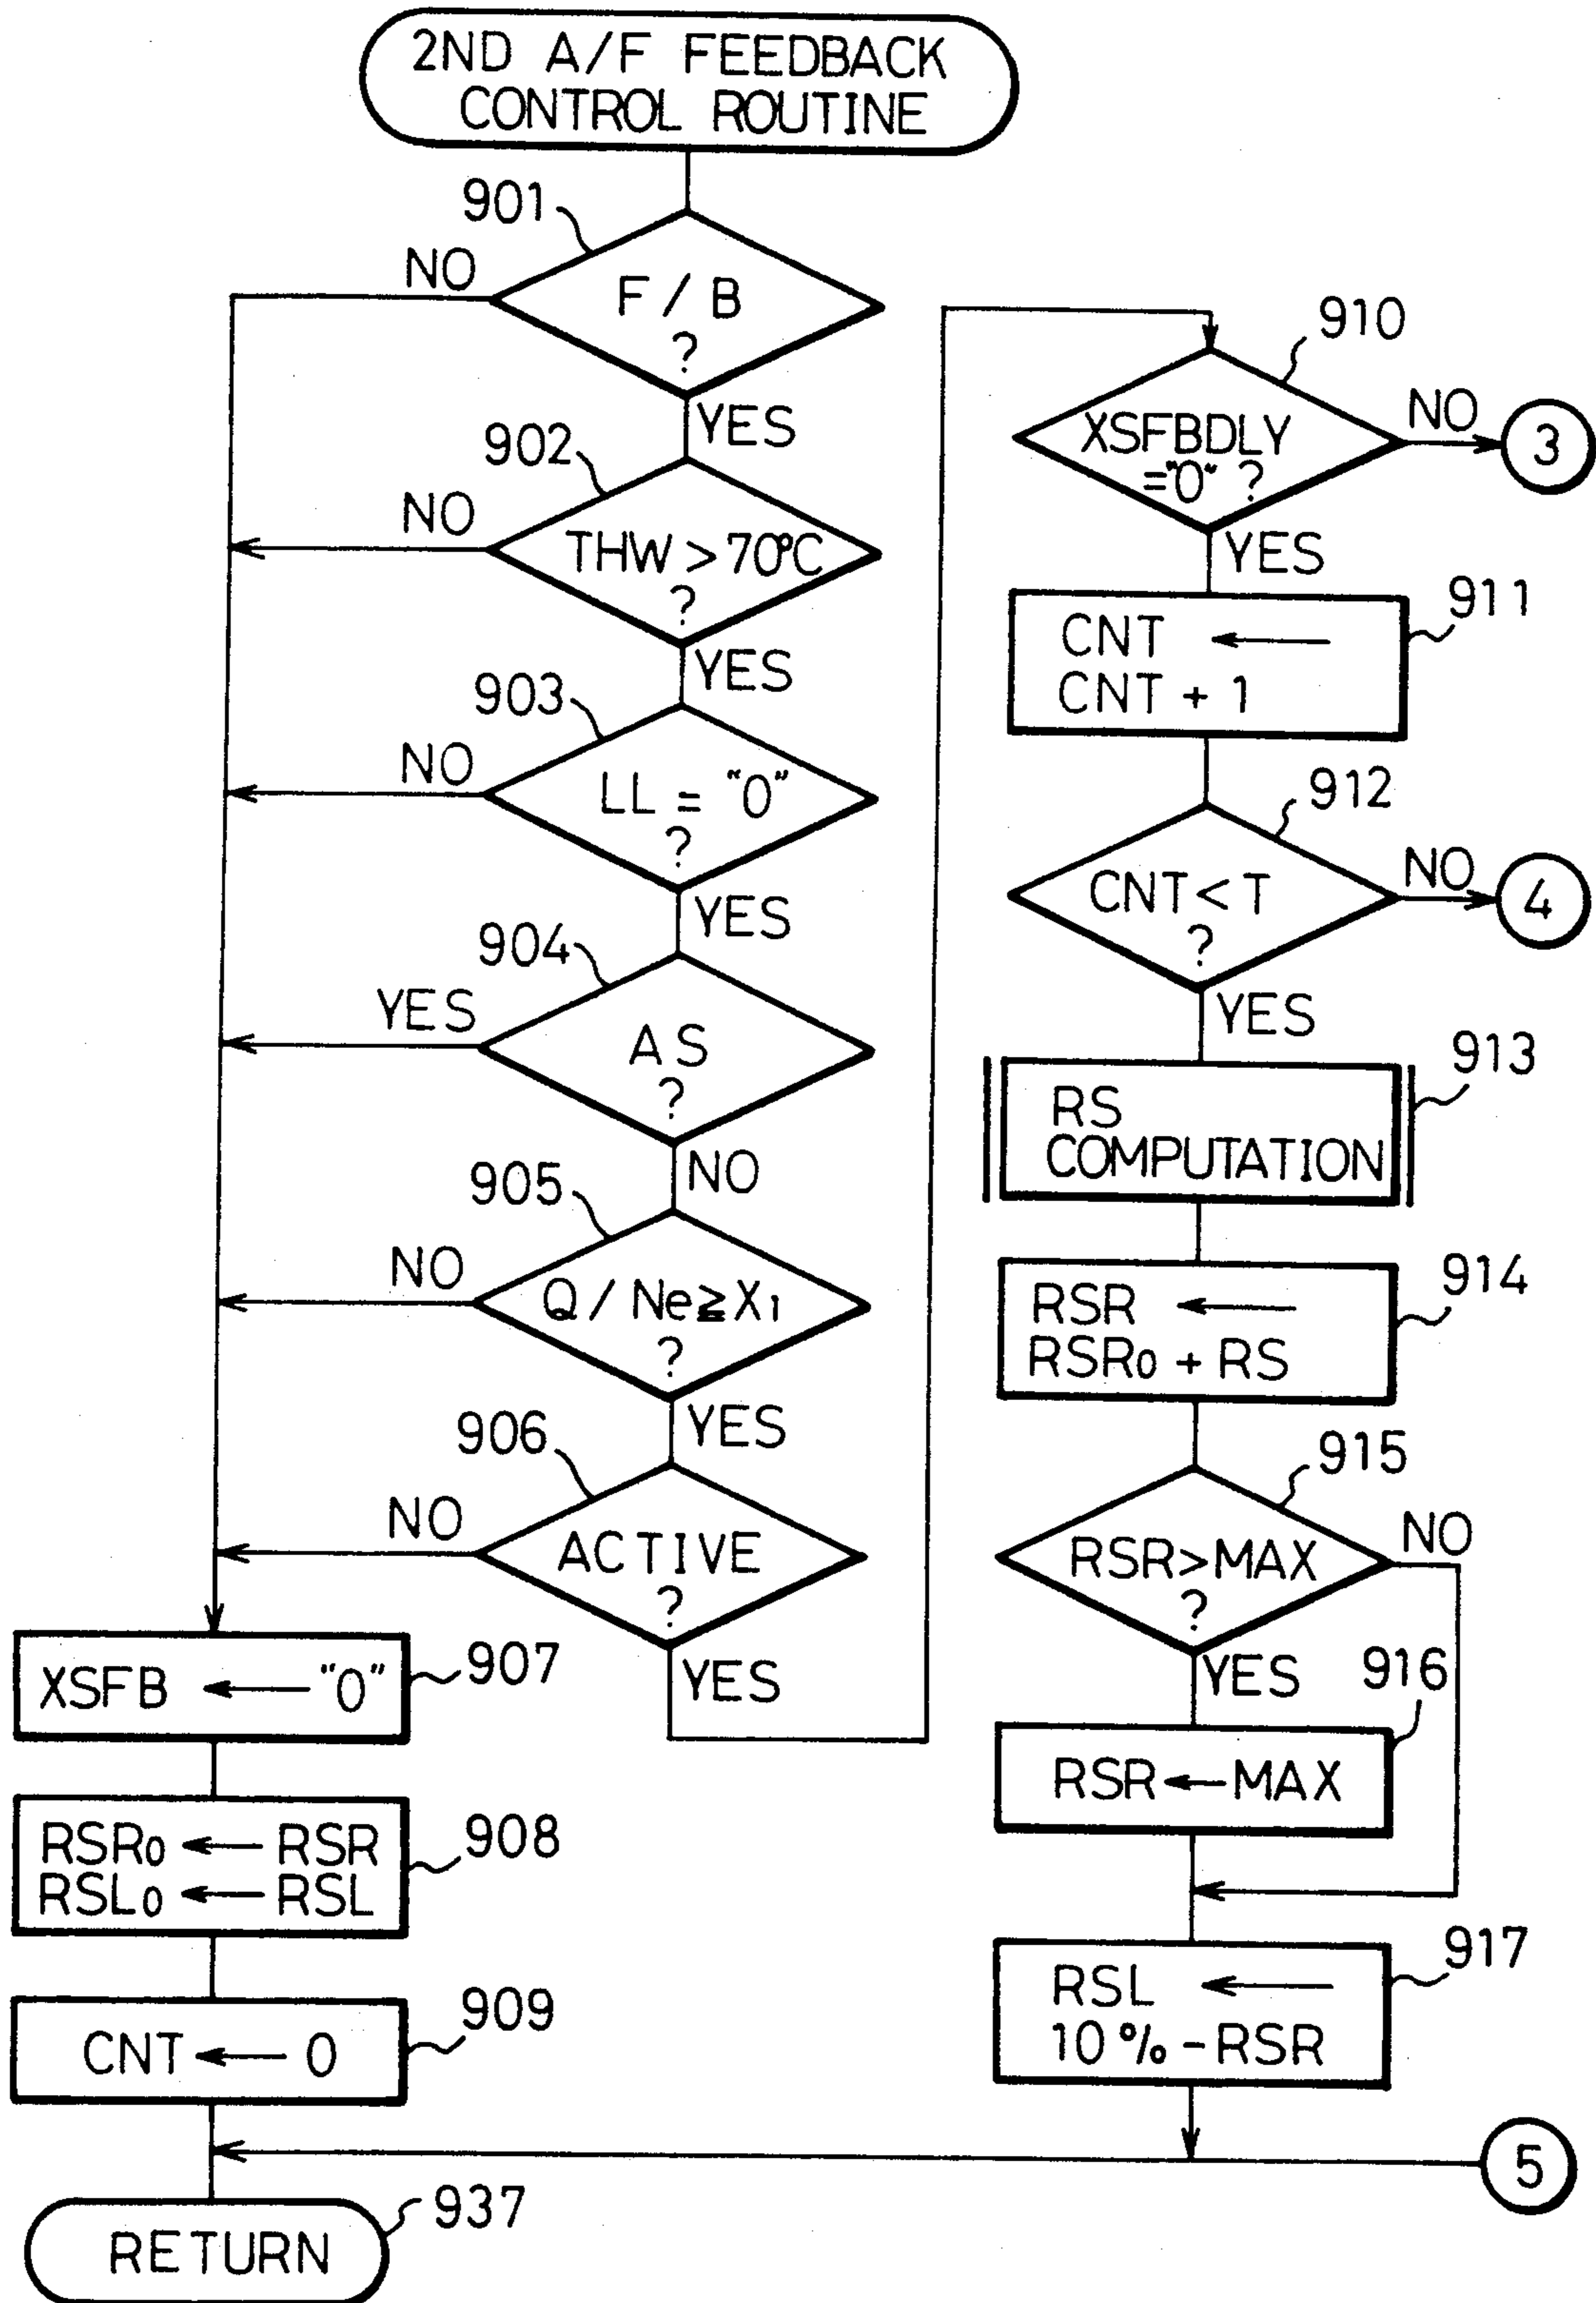 2ND A/F FEEDBACK
CONTROL ROUTINE
901
NO
F / B
?
YES
902
NO
THW > 70°C
?
YES
903
NO
LL = "0"
?
YES
904
YES
AS
?
NO
905
NO
Q / Ne ≧ X1
?
YES
906
NO
ACTIVE
?
YES
XSFB ← "0"
907
RSR0 ← RSR
RSL0 ← RSL
908
CNT ← 0
909
RETURN
937
910
XSFBDLY
="0" ?
NO
3
YES
911
CNT ←
CNT + 1
912
CNT < T
?
NO
4
YES
913
RS
COMPUTATION
914
RSR ←
RSR0 + RS
915
RSR > MAX
?
NO
YES
916
RSR ← MAX
917
RSL ←
10 % - RSR
5